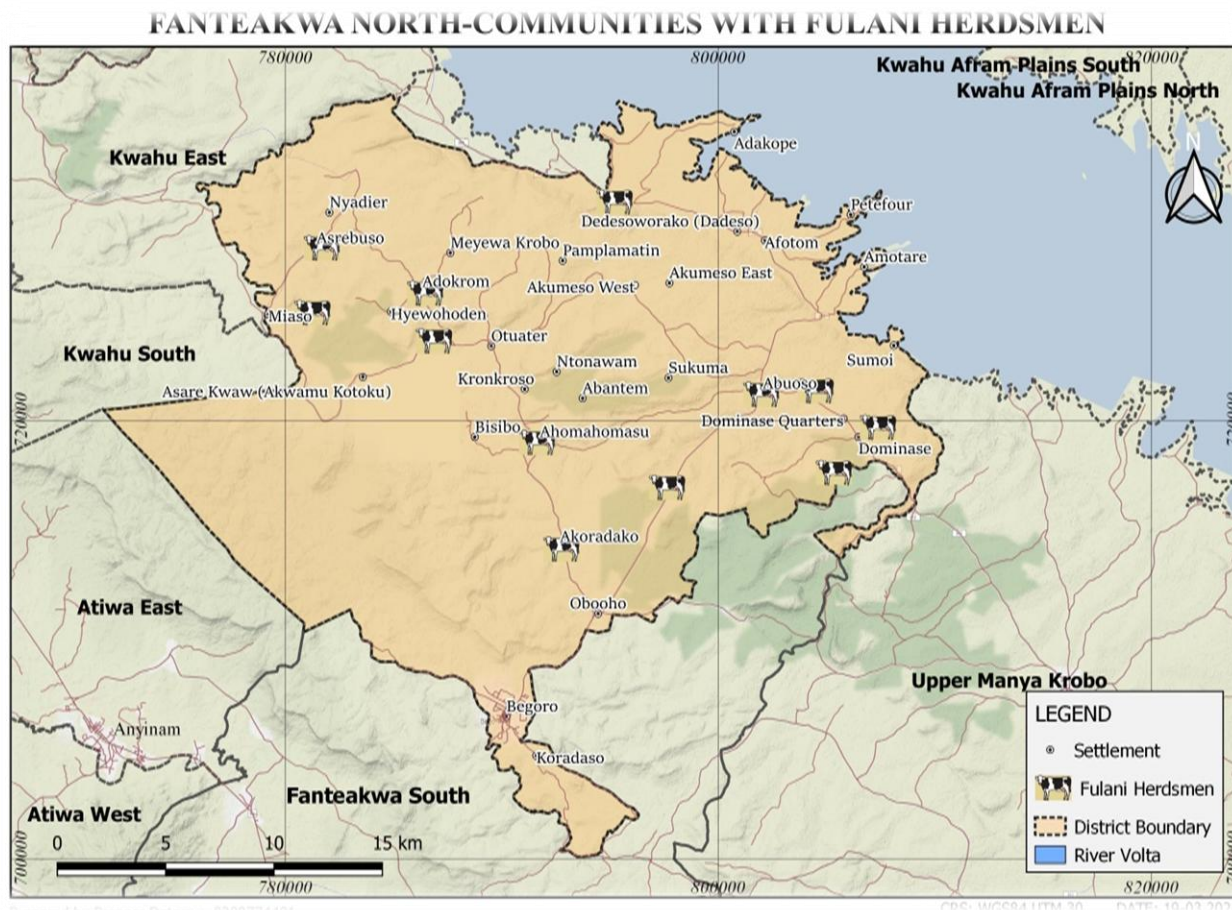 FANTEAKWA NORTH-COMMUNITIES WITH FULANI HERDSMEN
780000
800000
820000
Kwahu Afram Plains South
Kwahu Afram Plains North
N
Kwahu East
Adakope
Nyadier
Petefour
Dedesoworako (Dadeso)
Asrebuso
Meyewa Krobo
Pamplamatin
Afotom
Amotare
Adokrom
Akumeso West
Akumeso East
Miaso
Hyewohoden
Kwahu South
Otuater
Sumoi
Ntonawam
Sukuma
Kronkroso
Abantem
Abuoso
Asare Kwaw (Akwamu Kotoku)
720000
Dominase Quarters
Bisibo
Ahomahomasu
Dominase
Akoradako
Atiwa East
Obooho
Upper Manya Krobo
Begoro
Anyinam
Koradaso
Fanteakwa South
Atiwa West
LEGEND
Settlement
Fulani Herdsmen
District Boundary
River Volta
0 5 10 15 km
700000
780000
800000
820000
CRS: WGS84 UTM 30